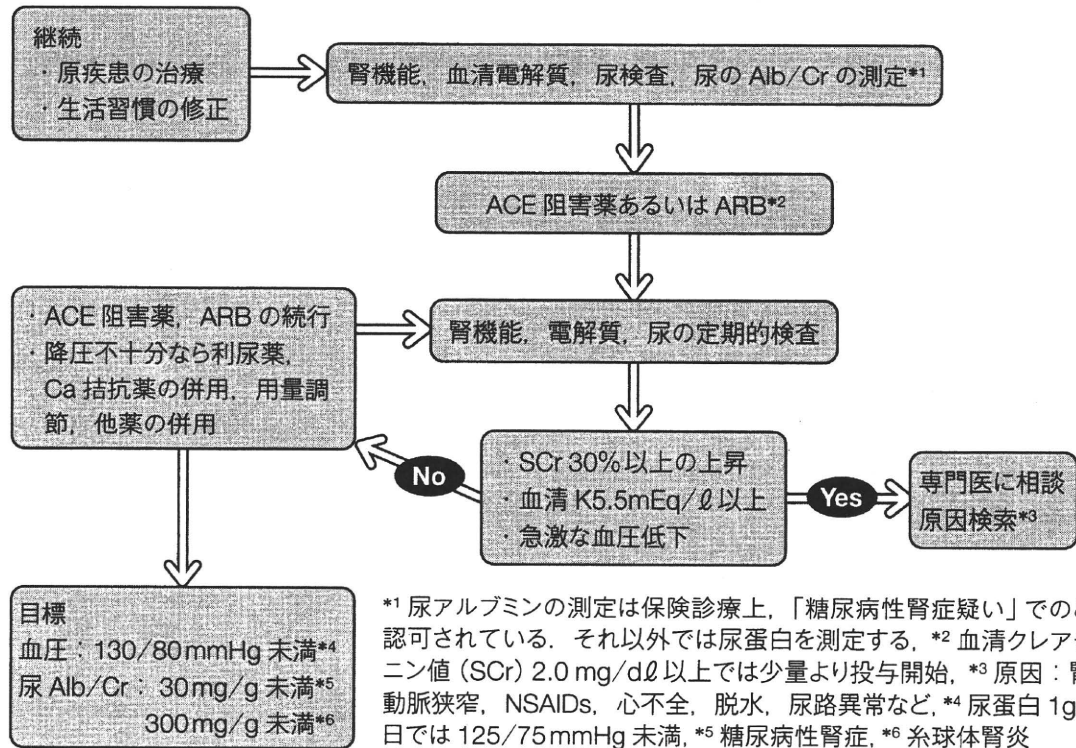 継続
・原疾患の治療
・生活習慣の修正
腎機能，血清電解質，尿検査，尿の Alb/Cr の測定*1
ACE 阻害薬あるいは ARB*2
・ACE 阻害薬，ARB の続行
・降圧不十分なら利尿薬，
Ca 拮抗薬の併用，用量調
節，他薬の併用
腎機能，電解質，尿の定期的検査
No
・SCr 30%以上の上昇
・血清 K5.5mEq/ℓ以上
・急激な血圧低下
Yes
専門医に相談
原因検索*3
目標
血圧：130/80mmHg 未満*4
尿 Alb/Cr：30mg/g 未満*5
300mg/g 未満*6
*1 尿アルブミンの測定は保険診療上，「糖尿病性腎症疑い」での
認可されている．それ以外では尿蛋白を測定する，*2 血清クレア
ニン値（SCr）2.0 mg/dℓ以上では少量より投与開始，*3 原因：
動脈狭窄，NSAIDs，心不全，脱水，尿路異常など，*4 尿蛋白 1g
日では 125/75mmHg 未満，*5 糖尿病性腎症，*6 糸球体腎炎